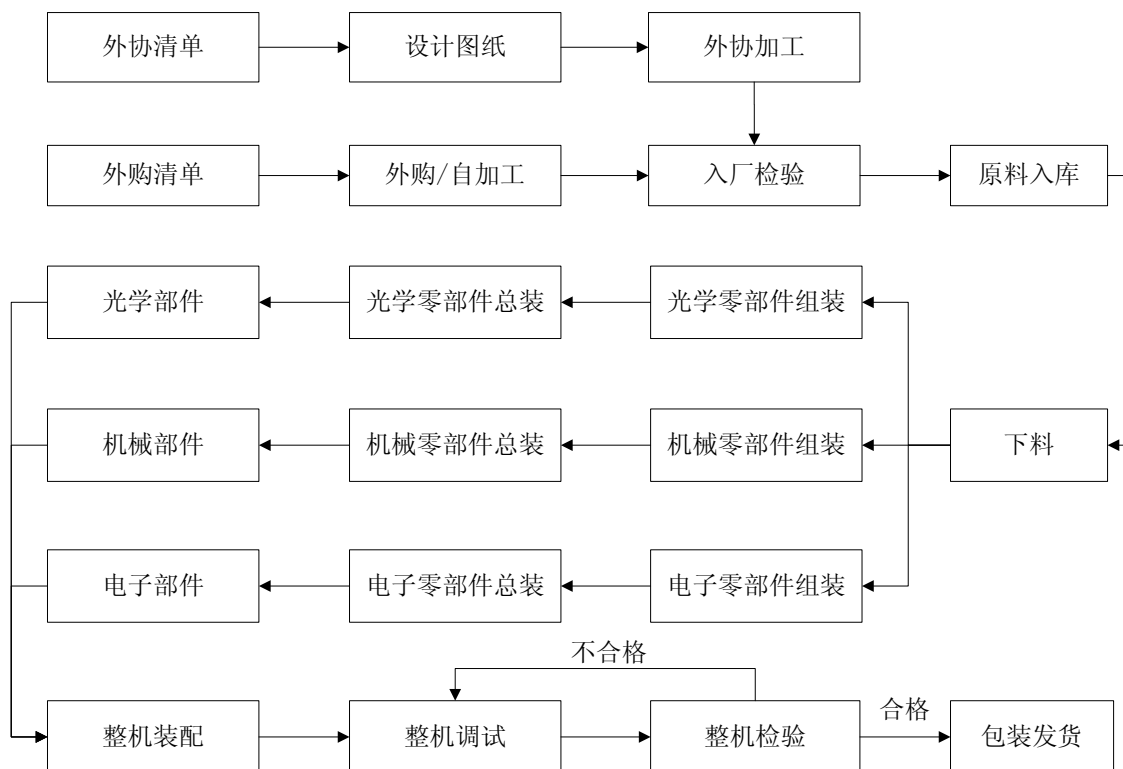 外协清单
设计图纸
外协加工
外购清单
外购/自加工
入厂检验
原料入库
光学部件
光学零部件总装
光学零部件组装
机械部件
机械零部件总装
机械零部件组装
下料
电子部件
电子零部件总装
电子零部件组装
不合格
整机装配
整机调试
整机检验
合格
包装发货